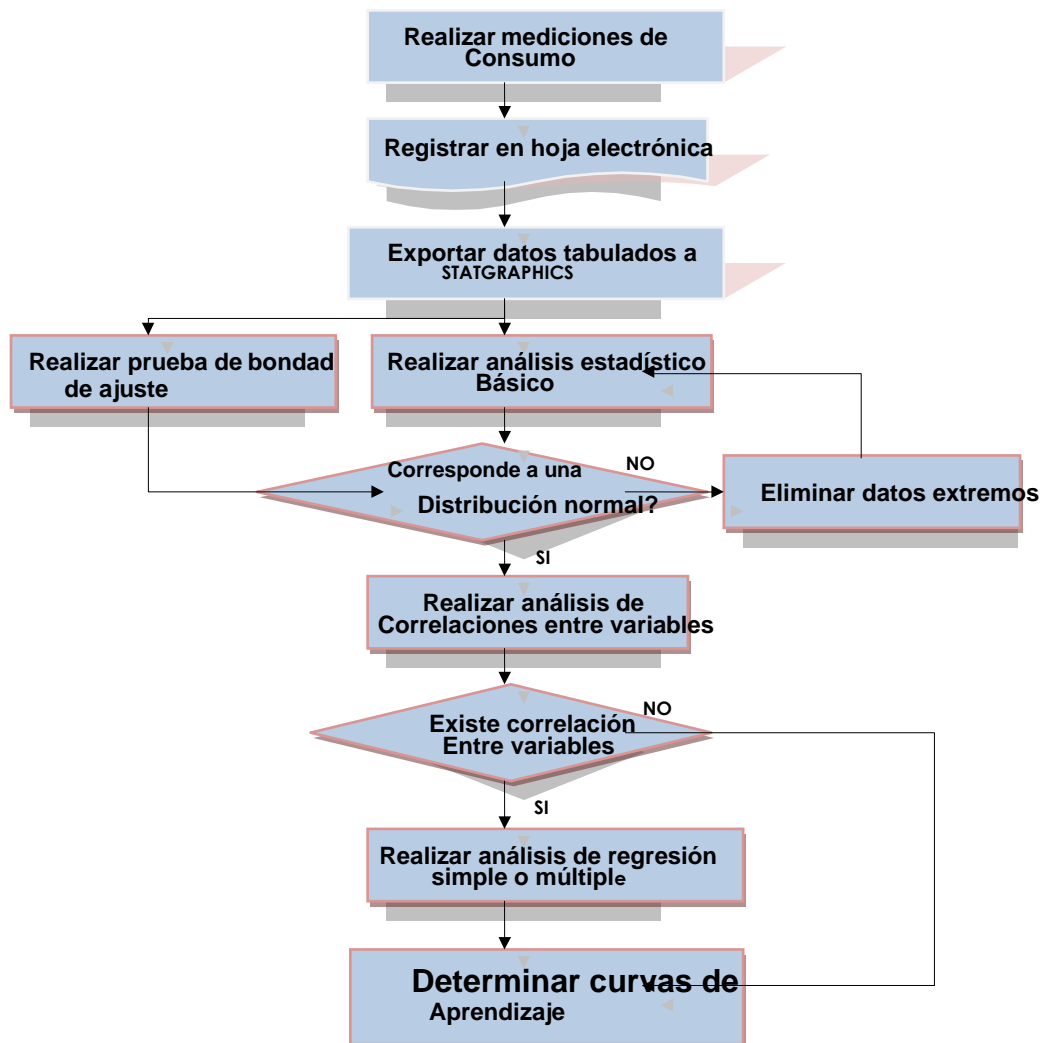 Realizar mediciones de
Consumo
Registrar en hoja electrónica
Exportar datos tabulados a
STATGRAPHICS
Realizar prueba de bondad
de ajuste
Realizar análisis estadístico
Básico
Corresponde a una
Distribución normal?
NO
Eliminar datos extremos
SI
Realizar análisis de
Correlaciones entre variables
Existe correlación
Entre variables
NO
SI
Realizar análisis de regresión
simple o múltiple
Determinar curvas de
Aprendizaje